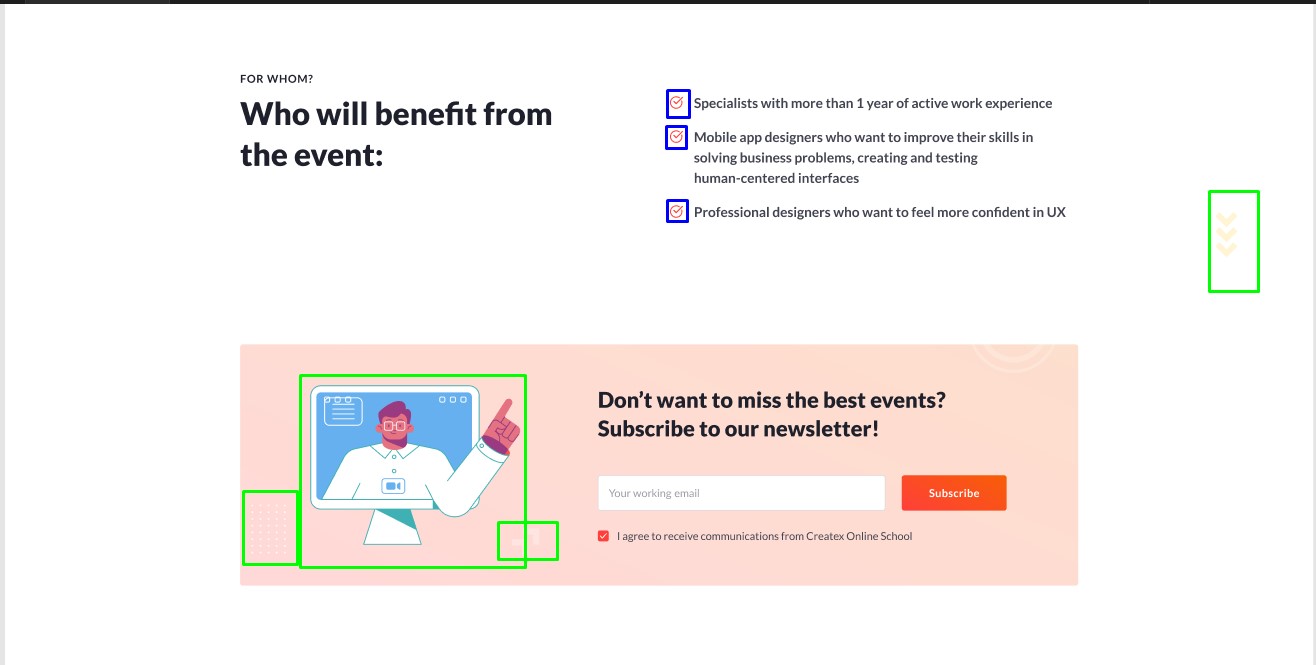 FOR WHOM?
Who will benefit from
the event:
Specialists with more than 1 year of active work experience
Mobile app designers who want to improve their skills in
solving business problems, creating and testing
human-centered interfaces
Professional designers who want to feel more confident in UX
Don’t want to miss the best events?
Subscribe to our newsletter!
Your working email
Subscribe
I agree to receive communications from Createx Online School